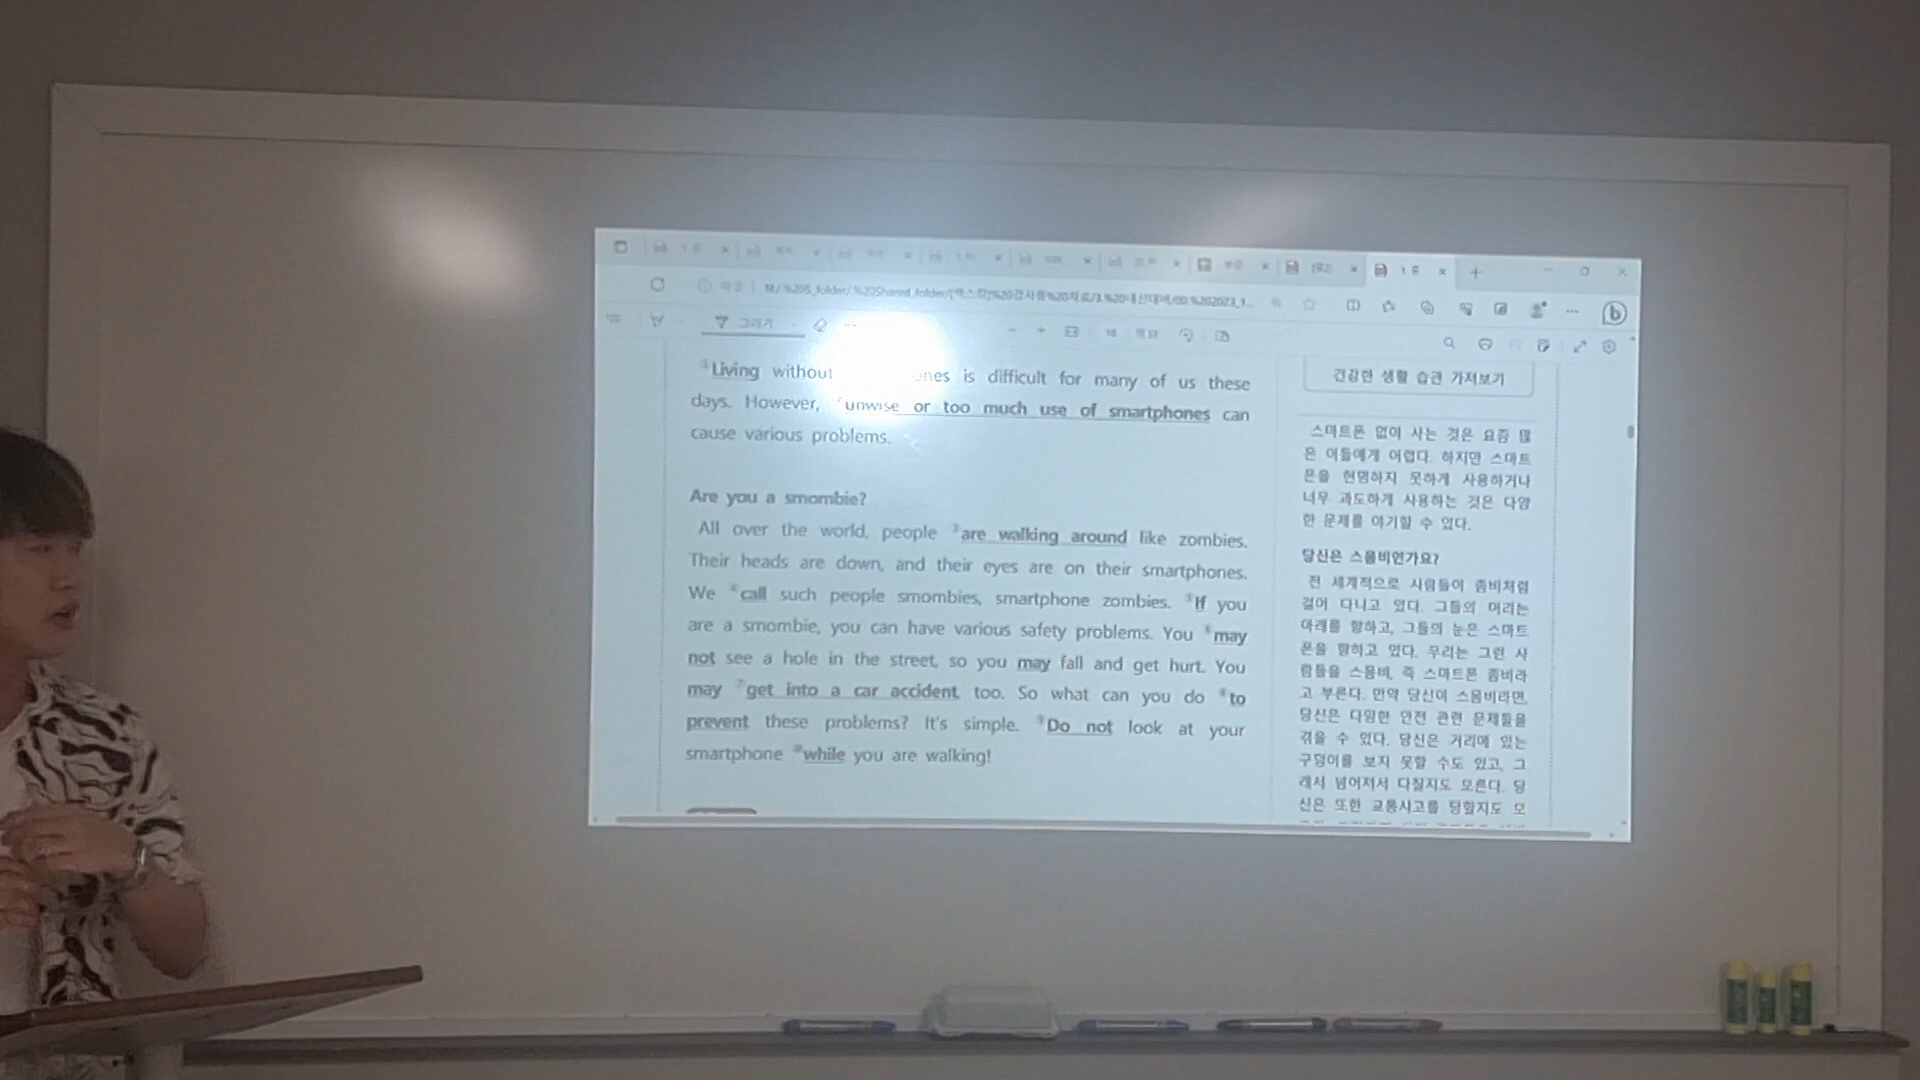 그리기
①Living without nes is difficult for many of us these
days. However, unwise or too much use of smartphones can
cause various problems.
Are you a smombie?
All over the world, people ③are walking around like zombies.
Their heads are down, and their eyes are on their smartphones.
We ④call such people smombies, smartphone zombies. ⑤If you
are a smombie, you can have various safety problems. You ⑥may
not see a hole in the street, so you may fall and get hurt. You
may ⑦get into a car accident too. So what can you do ⑧to
prevent these problems? It's simple. ⑨Do not look at your
smartphone ⑩while you are walking!
건강한 생활 습관 가져보기
스마트폰 없이 사는 것은 요즘 많
은 이들에게 어렵다. 하지만 스마트
폰을 현명하지 못하게 사용하거나
너무 과도하게 사용하는 것은 다양
한 문제를 야기할 수 있다.
당신은 스몸비인가요?
전 세계적으로 사람들이 좀비처럼
걸어 다니고 있다. 그들의 머리는
아래를 향하고, 그들의 눈은 스마트
폰을 향하고 있다. 우리는 그런 사
람들을 스몸비, 즉 스마트폰 좀비라
고 부른다. 만약 당신이 스몸비라면,
당신은 다양한 안전 관련 문제들을
겪을 수 있다. 당신은 거리에 있는
구덩이를 보지 못할 수도 있고, 그
래서 넘어져서 다칠지도 모른다. 당
신은 또한 교통사고를 당할지도 모